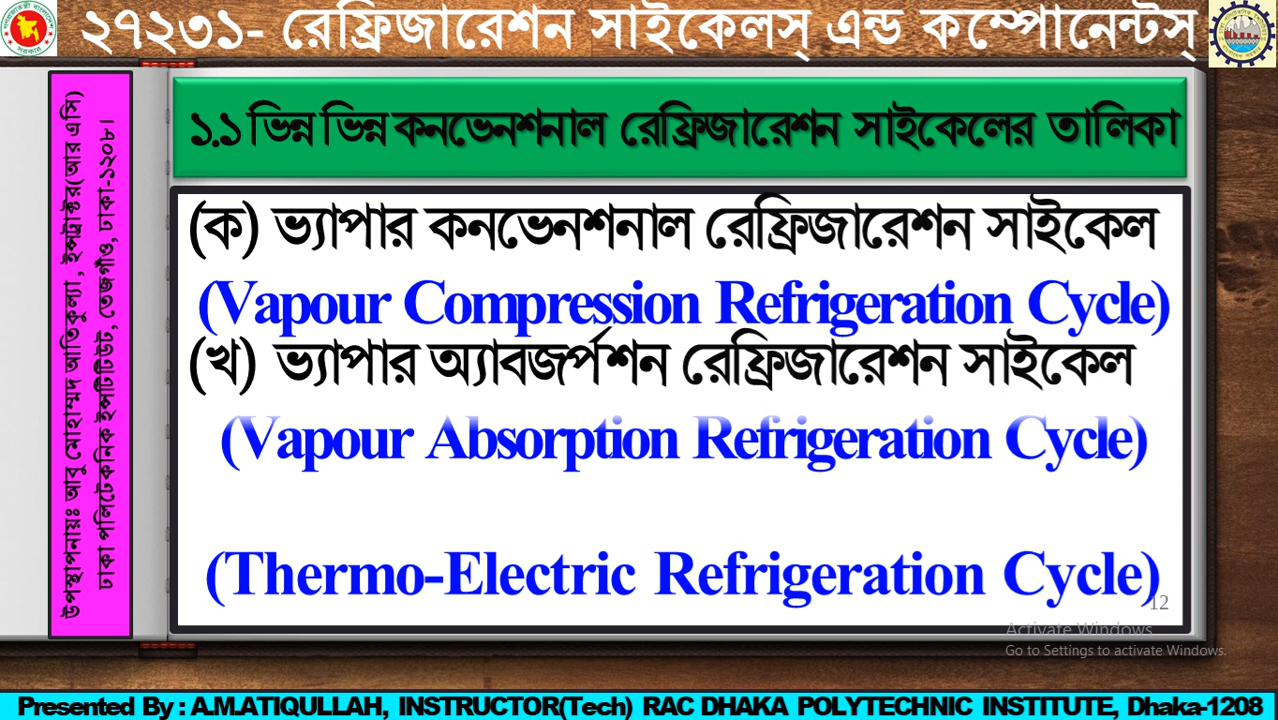 ২৭২৩১- রেফ্রিজারেশন সাইকেলস্ এন্ড কম্পোনেন্টস্
উপস্থাপনায়ঃ আবু মোহাম্মদ আতিকুল্যা, ইন্সট্রাক্টর(আর এসি)
ঢাকা পলিটেকনিক ইন্সটিটিউট, তেজগাঁও, ঢাকা-১২০৮।
১.১ ভিন্ন ভিন্ন কনভেনশনাল রেফ্রিজারেশন সাইকেলের তালিকা
(ক) ভ্যাপার কনভেনশনাল রেফ্রিজারেশন সাইকেল
(Vapour Compression Refrigeration Cycle)
(খ) ভ্যাপার অ্যাবজর্পশন রেফ্রিজারেশন সাইকেল
(Vapour Absorption Refrigeration Cycle)
(Thermo-Electric Refrigeration Cycle)
12
Activate Windows
Go to Settings to activate Windows.
Presented By : A.M.ATIQULLAH, INSTRUCTOR(Tech) RAC DHAKA POLYTECHNIC INSTITUTE, Dhaka-1208